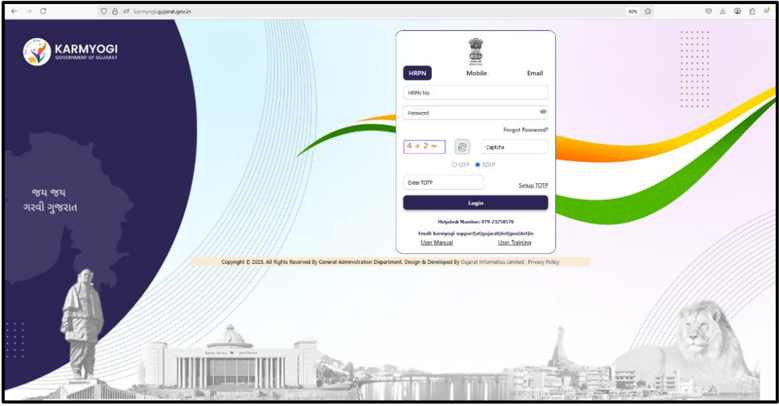 karmyogi.gujarat.gov.in
90%
KARMYOGI
GOVERNMENT OF GUJARAT
HRPN Mobile Email
HRPN No
Password
Forgot Password?
4 + 2 = Captcha
OTP TOTP
Enter TOTP Setup TOTP
Login
Helpdesk Number: 079-23258576
Email: karmyogi support[at]gujarat[dot]gov[dot]in
User Manual User Training
જય જય
ગરવી ગુજરાત
Copyright © 2025, All Rights Reserved By General Administration Department. Design & Developed By Gujarat Informatics Limited , Privacy Policy